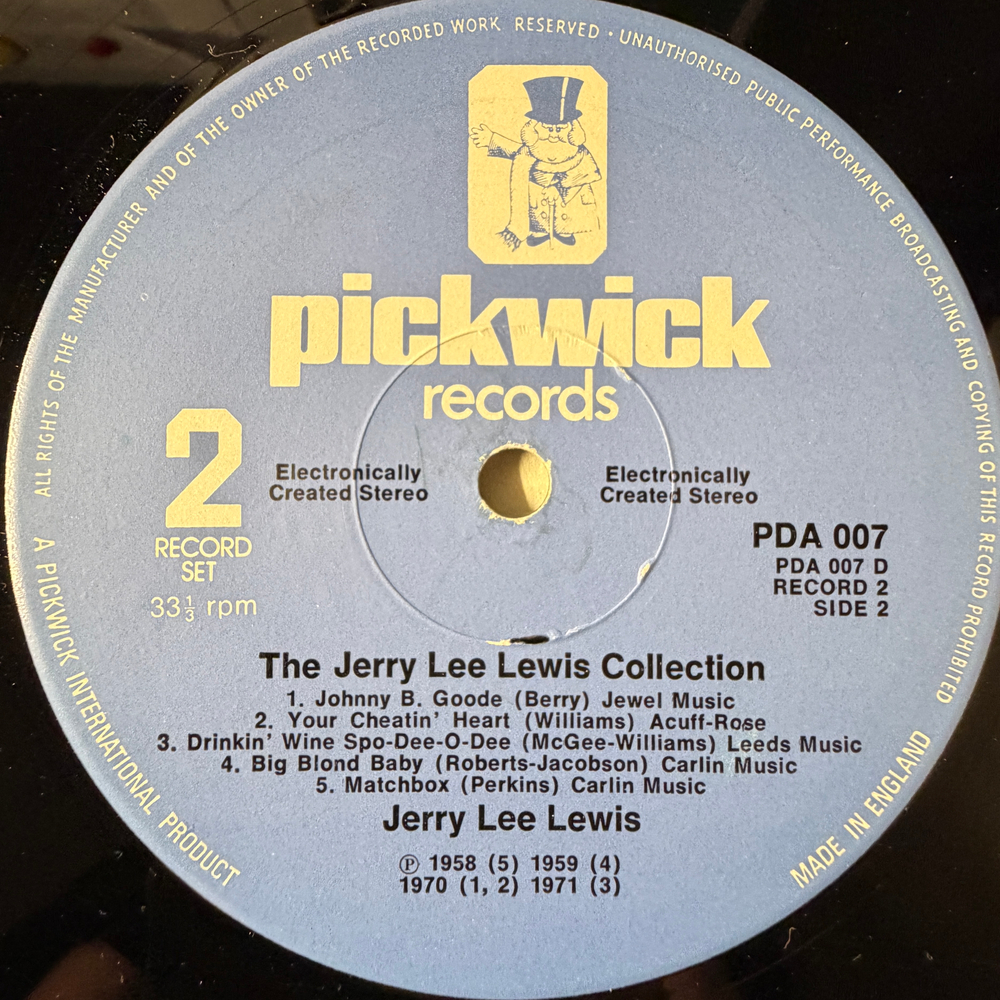 ALL RIGHTS OF THE MANUFACTURER AND OF THE OWNER OF THE RECORDED WORK RESERVED • UNAUTHORISED PUBLIC PERFORMANCE BROADCASTING AND COPYING OF THIS RECORD PROHIBITED
pickwick
records
2
RECORD
SET
33⅓ rpm
Electronically
Created Stereo
Electronically
Created Stereo
PDA 007
PDA 007 D
RECORD 2
SIDE 2
The Jerry Lee Lewis Collection
1. Johnny B. Goode (Berry) Jewel Music
2. Your Cheatin' Heart (Williams) Acuff-Rose
3. Drinkin' Wine Spo-Dee-O-Dee (McGee-Williams) Leeds Music
4. Big Blond Baby (Roberts-Jacobson) Carlin Music
5. Matchbox (Perkins) Carlin Music
Jerry Lee Lewis
℗ 1958 (5) 1959 (4)
1970 (1, 2) 1971 (3)
A PICKWICK INTERNATIONAL PRODUCT
MADE IN ENGLAND